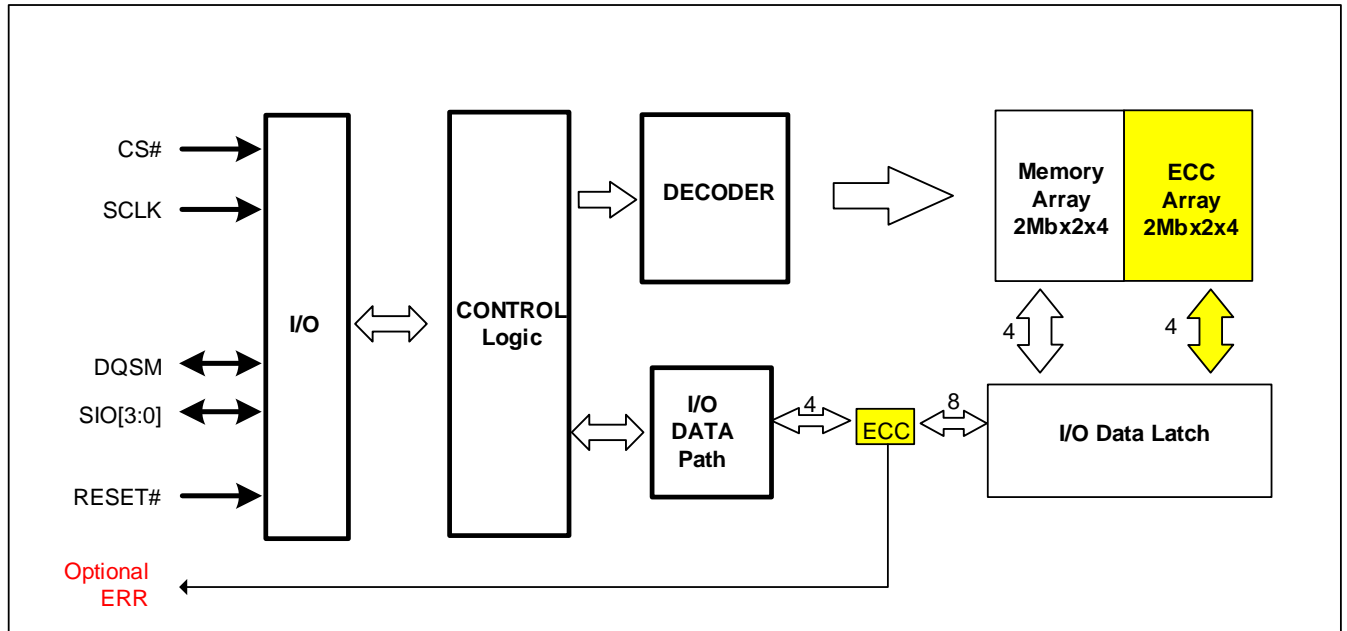 CS#
SCLK
DQSM
SIO[3:0]
RESET#
Optional
ERR
I/O
CONTROL
Logic
DECODER
I/O
DATA
Path
4
ECC
8
Memory
Array
2Mbx2x4
ECC
Array
2Mbx2x4
4
4
I/O Data Latch